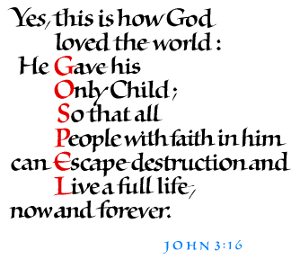 Yes, this is how God
loved the world:
He Gave his
Only Child;
So that all
People with faith in him
can Escape destruction and
Live a full life,
now and forever.
JOHN 3:16